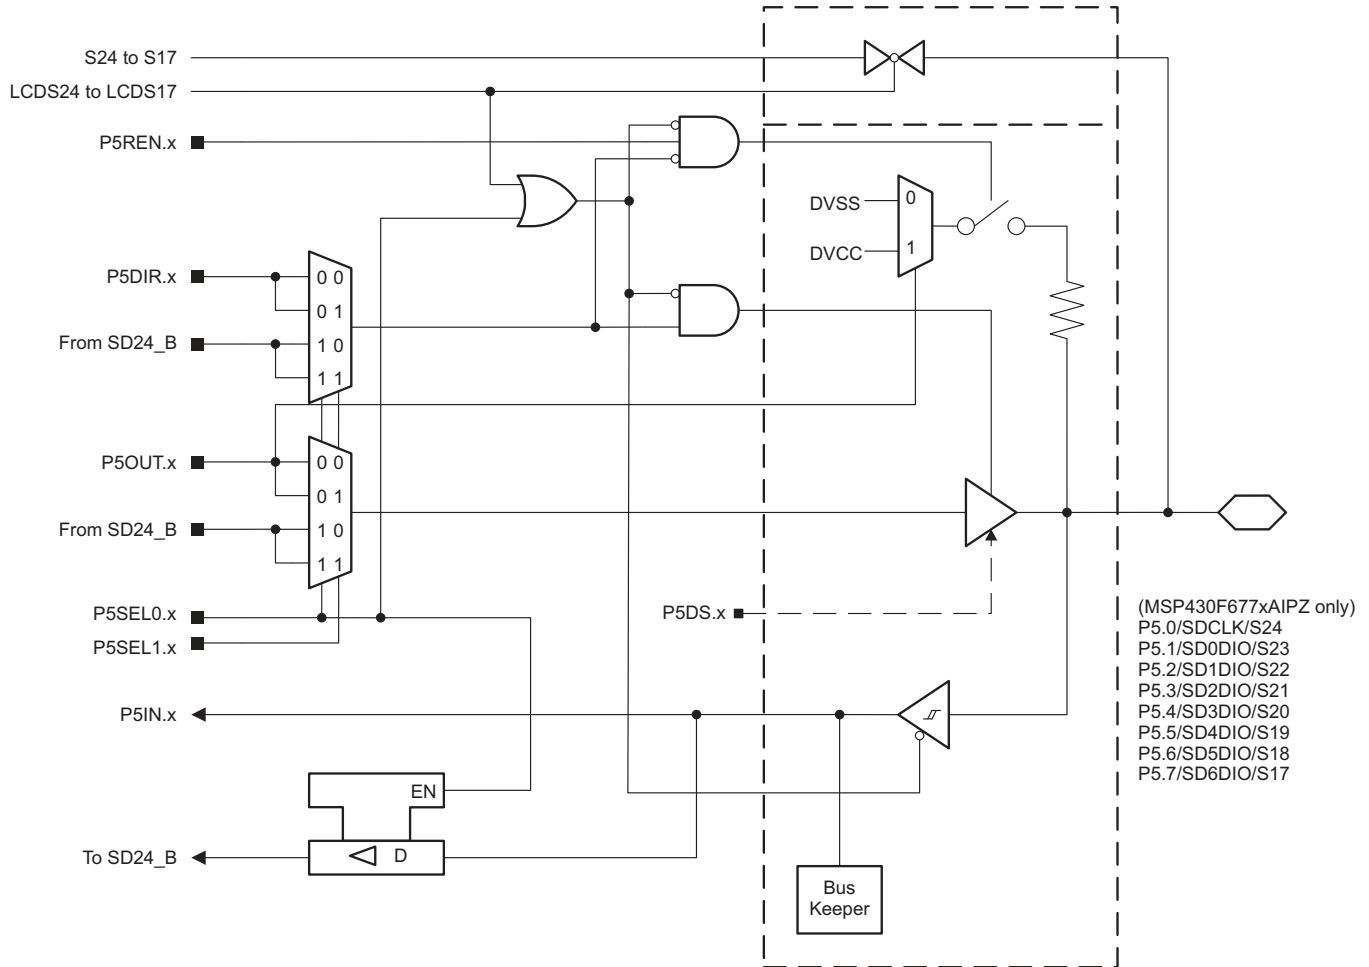 S24 to S17
LCDS24 to LCDS17
P5REN.x
DVSS
0
DVCC
1
P5DIR.x
0 0
0 1
From SD24_B
1 0
1 1
P5OUT.x
0 0
0 1
From SD24_B
1 0
1 1
P5SEL0.x
P5SEL1.x
P5DS.x
(MSP430F677xAIPZ only)
P5.0/SDCLK/S24
P5.1/SD0DIO/S23
P5.2/SD1DIO/S22
P5.3/SD2DIO/S21
P5.4/SD3DIO/S20
P5.5/SD4DIO/S19
P5.6/SD5DIO/S18
P5.7/SD6DIO/S17
P5IN.x
EN
To SD24_B
D
Bus
Keeper